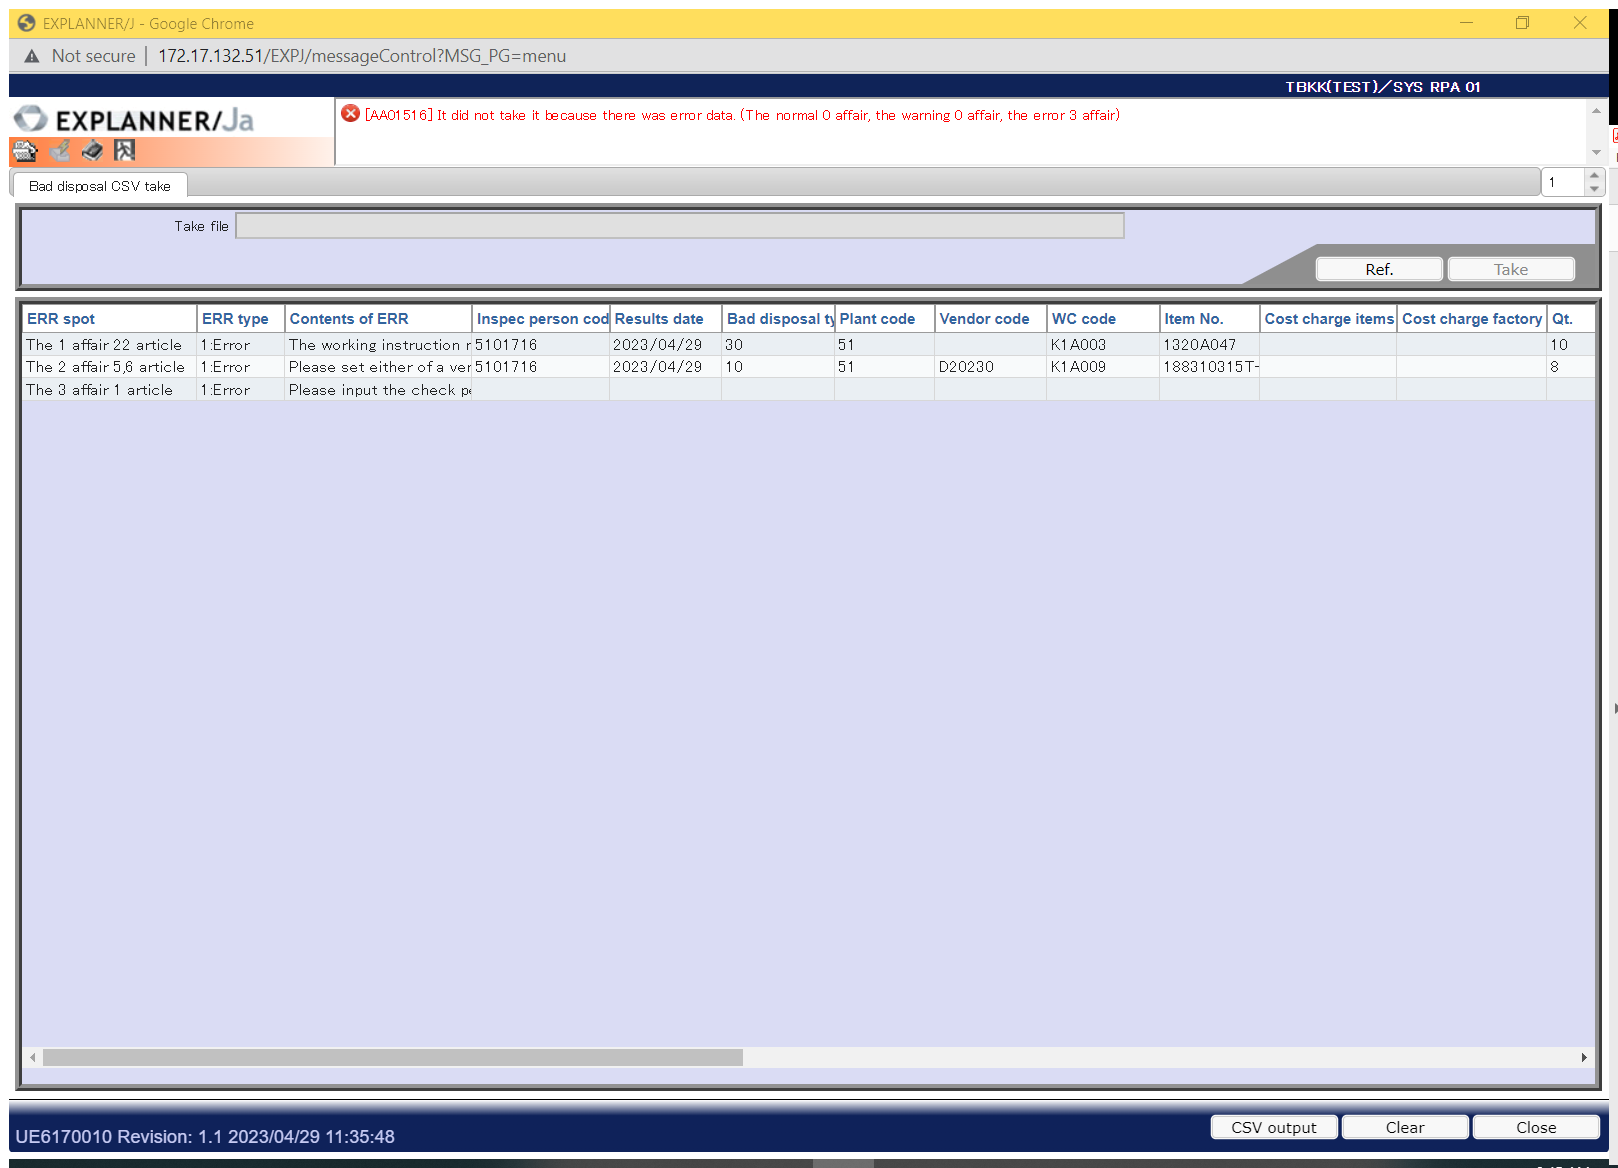 EXPLANNER/J - Google Chrome
Not secure | 172.17.132.51/EXPJ/messageControl?MSG_PG=menu
TBKK(TEST)／SYS RPA 01
EXPLANNER/Ja
[AA01516] It did not take it because there was error data. (The normal 0 affair, the warning 0 affair, the error 3 affair)
Bad disposal CSV take
1
Take file
Ref. Take
ERR spot ERR type Contents of ERR Inspec person cod Results date Bad disposal ty Plant code Vendor code WC code Item No. Cost charge items Cost charge factory Qt.
The 1 affair 22 article 1:Error The working instruction r 5101716 2023/04/29 30 51 K1A003 1320A047 10
The 2 affair 5,6 article 1:Error Please set either of a ver 5101716 2023/04/29 10 51 D20230 K1A009 188310315T- 8
The 3 affair 1 article 1:Error Please input the check pe
CSV output Clear Close
UE6170010 Revision: 1.1 2023/04/29 11:35:48